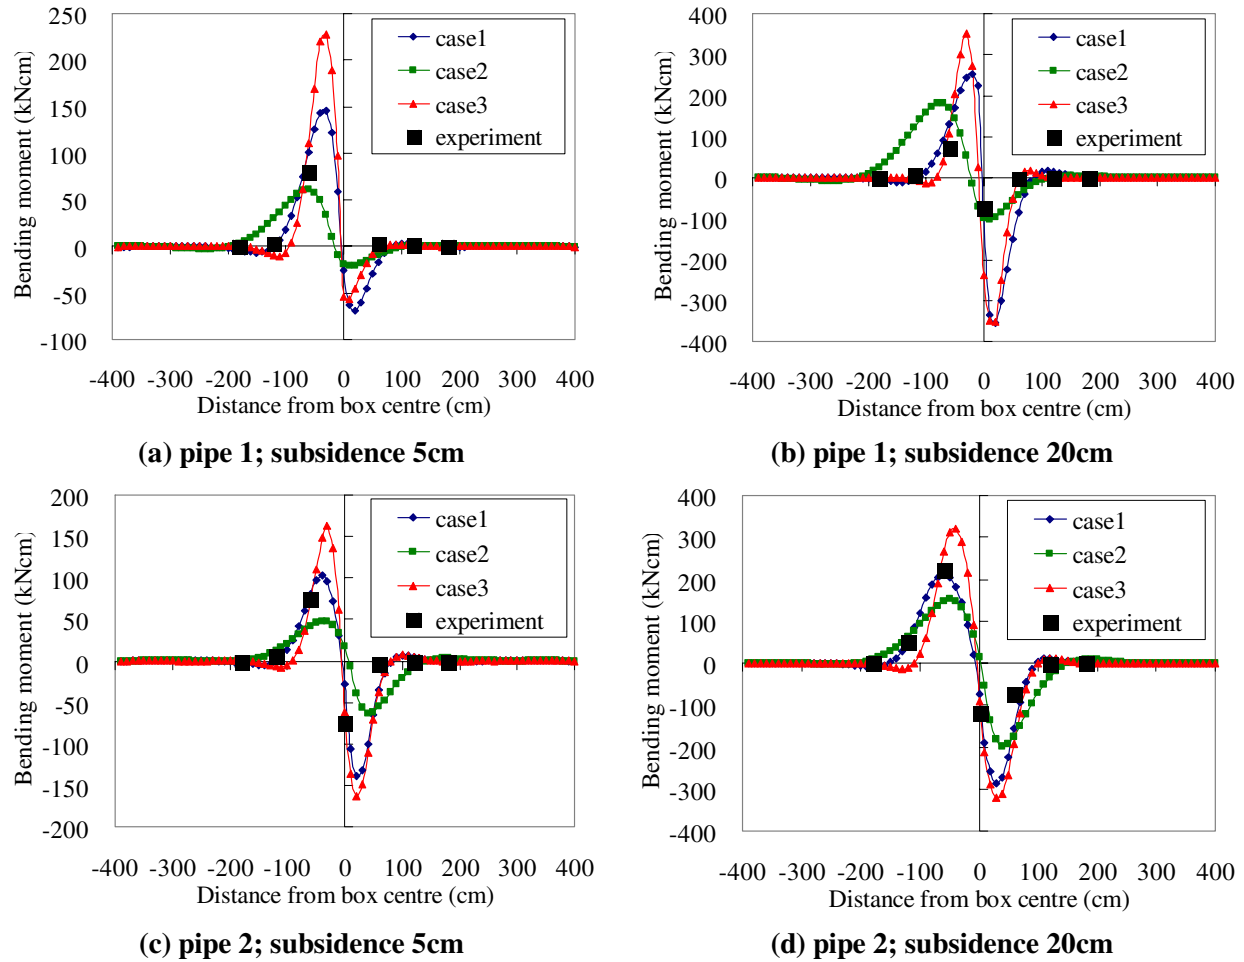 250
200
150
100
50
0
-50
-100
Bending moment (kNcm)
case1
case2
case3
experiment
-400 -300 -200 -100 0 100 200 300 400
Distance from box centre (cm)
(a) pipe 1; subsidence 5cm
400
300
200
100
0
-100
-200
-300
-400
Bending moment (kNcm)
case1
case2
case3
experiment
-400 -300 -200 -100 0 100 200 300 400
Distance from box centre (cm)
(b) pipe 1; subsidence 20cm
200
150
100
50
0
-50
-100
-150
-200
Bending moment (kNcm)
case1
case2
case3
experiment
-400 -300 -200 -100 0 100 200 300 400
Distance from box centre (cm)
(c) pipe 2; subsidence 5cm
400
300
200
100
0
-100
-200
-300
-400
Bending moment (kNcm)
case1
case2
case3
experiment
-400 -300 -200 -100 0 100 200 300 400
Distance from box centre (cm)
(d) pipe 2; subsidence 20cm